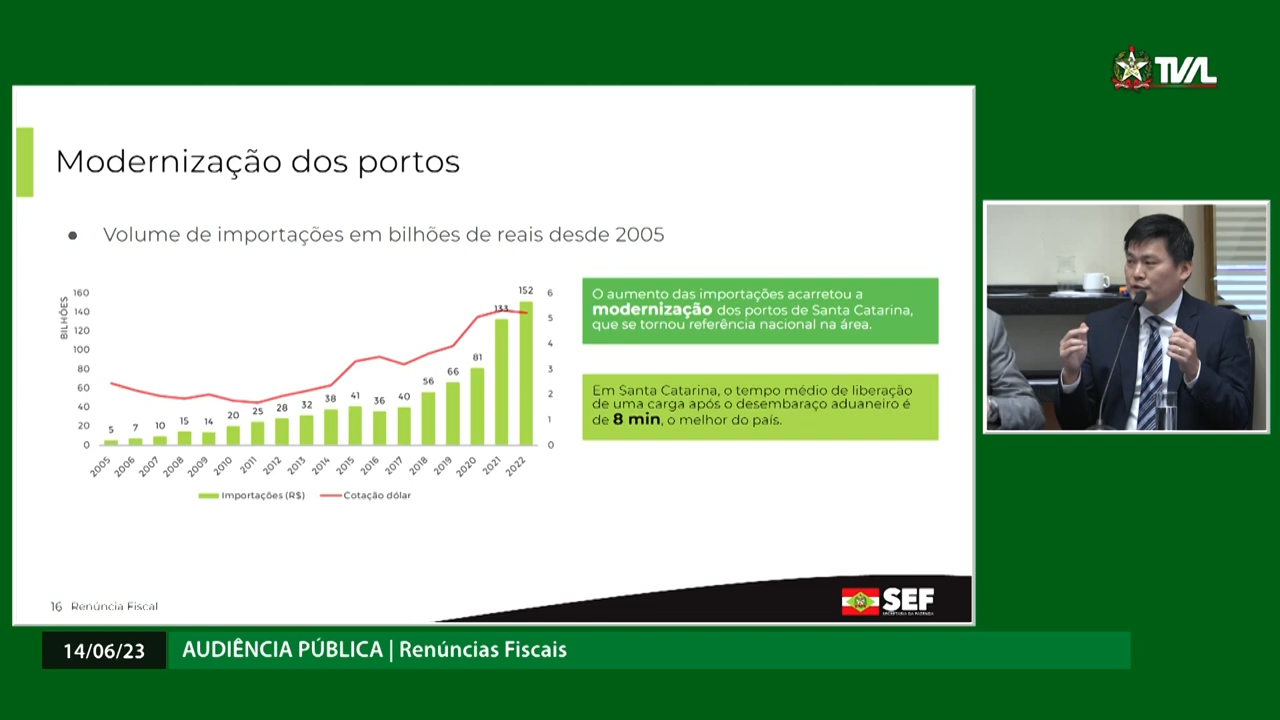 TVAL
Modernização dos portos
● Volume de importações em bilhões de reais desde 2005
BILHÕES
160
140
120
100
80
60
40
20
0
6
5
4
3
2
1
0
5 7 10 15 14 20 25 28 32 38 41 36 40 56 66 81 133 152
2005 2006 2007 2008 2009 2010 2011 2012 2013 2014 2015 2016 2017 2018 2019 2020 2021 2022
Importações (R$) Cotação dólar
O aumento das importações acarretou a
modernização dos portos de Santa Catarina,
que se tornou referência nacional na área.
Em Santa Catarina, o tempo médio de liberação
de uma carga após o desembaraço aduaneiro é
de 8 min, o melhor do país.
16 Renúncia Fiscal
SEF
SECRETARIA DA FAZENDA
14/06/23 AUDIÊNCIA PÚBLICA | Renúncias Fiscais